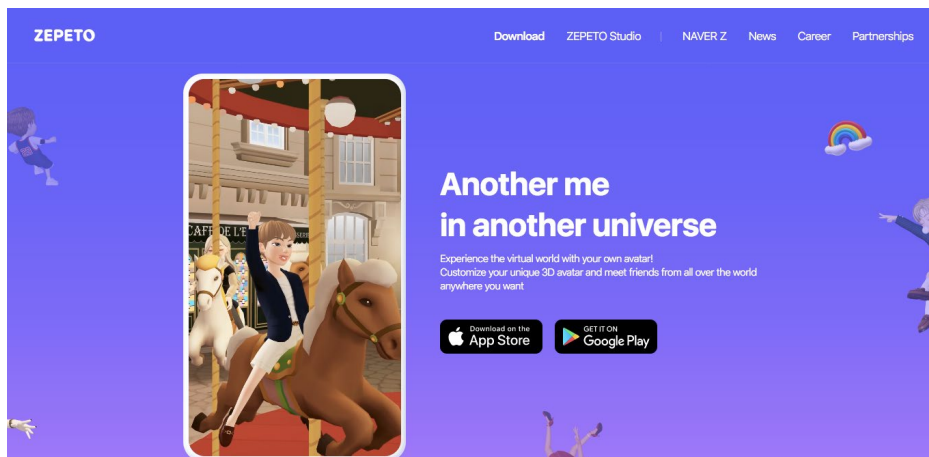 ZEPETO
Download
ZEPETO Studio
NAVER Z
News
Career
Partnerships
CAFE DE L'E
Another me
in another universe
Experience the virtual world with your own avatar!
Customize your unique 3D avatar and meet friends from all over the world
anywhere you want
Download on the
App Store
GET IT ON
Google Play